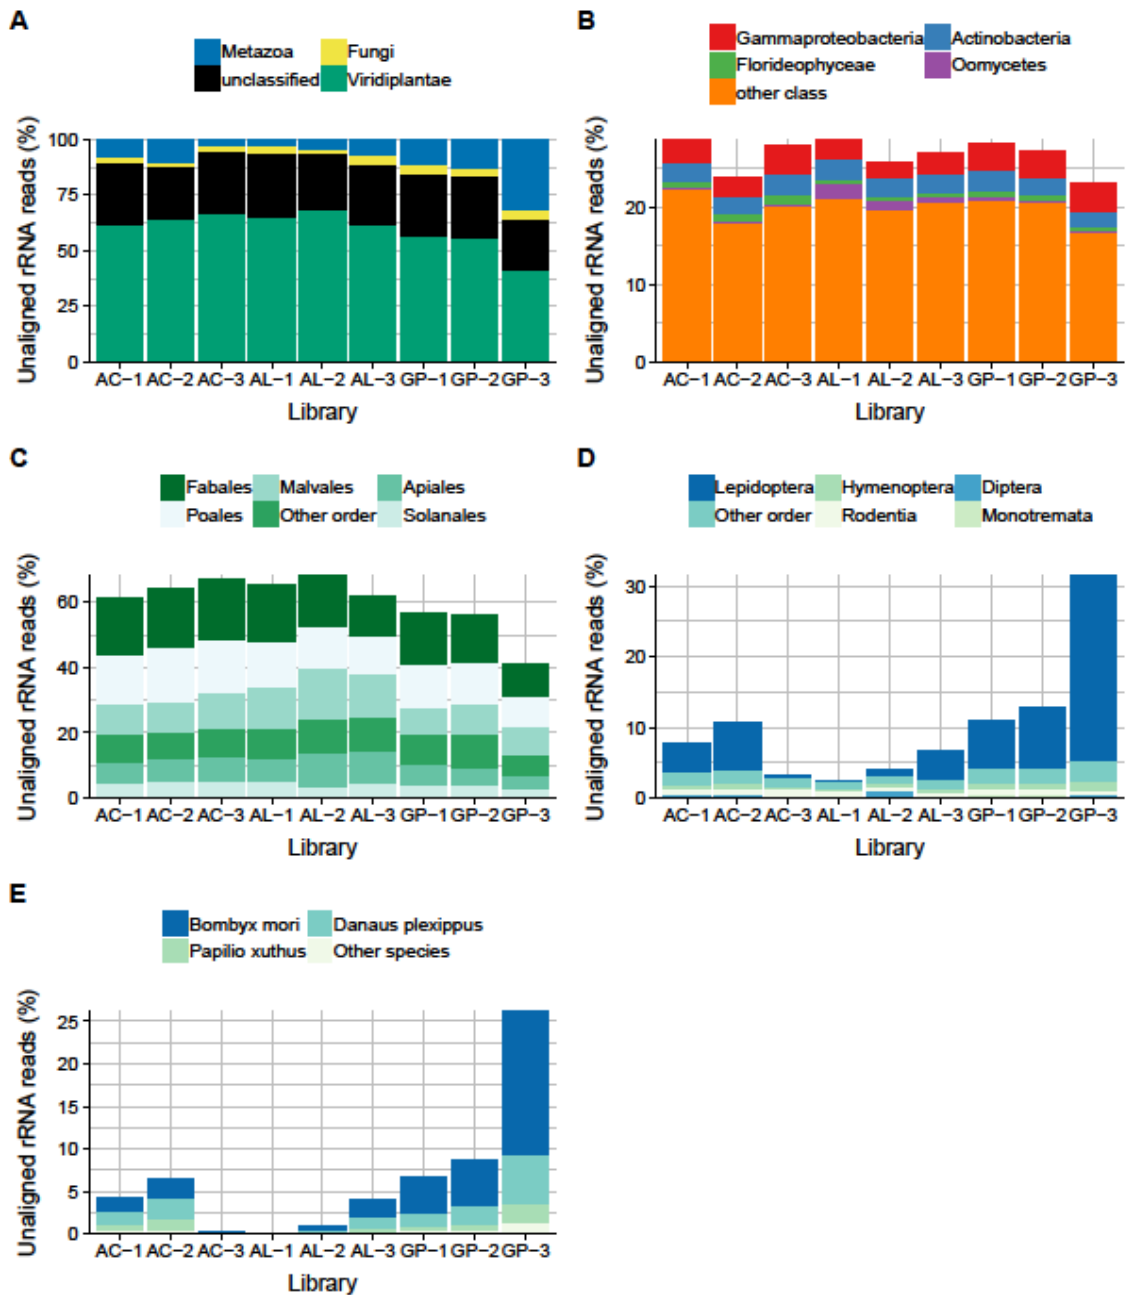 A
Metazoa Fungi
unclassified Viridiplantae
Unaligned rRNA reads (%)
100
75
50
25
0
AC−1 AC−2 AC−3 AL−1 AL−2 AL−3 GP−1 GP−2 GP−3
Library
B
Gammaproteobacteria Actinobacteria
Florideophyceae Oomycetes
other class
Unaligned rRNA reads (%)
20
10
0
AC−1 AC−2 AC−3 AL−1 AL−2 AL−3 GP−1 GP−2 GP−3
Library
C
Fabales Malvales Apiales
Poales Other order Solanales
Unaligned rRNA reads (%)
60
40
20
0
AC−1 AC−2 AC−3 AL−1 AL−2 AL−3 GP−1 GP−2 GP−3
Library
D
Lepidoptera Hymenoptera Diptera
Other order Rodentia Monotremata
Unaligned rRNA reads (%)
30
20
10
0
AC−1 AC−2 AC−3 AL−1 AL−2 AL−3 GP−1 GP−2 GP−3
Library
E
Bombyx mori Danaus plexippus
Papilio xuthus Other species
Unaligned rRNA reads (%)
25
20
15
10
5
0
AC−1 AC−2 AC−3 AL−1 AL−2 AL−3 GP−1 GP−2 GP−3
Library